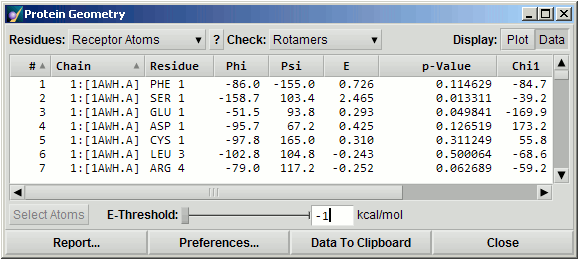 Protein Geometry
Residues: Receptor Atoms ? Check: Rotamers Display: Plot Data
# Chain Residue Phi Psi E p-Value Chi1
1 1:[1AWH.A] PHE 1 -86.0 -155.0 0.726 0.114629 -84.7
2 1:[1AWH.A] SER 1 -158.7 103.4 2.465 0.013311 -39.2
3 1:[1AWH.A] GLU 1 -51.5 93.8 0.293 0.049841 -169.9
4 1:[1AWH.A] ASP 1 -95.7 67.2 0.425 0.126519 173.2
5 1:[1AWH.A] CYS 1 -97.8 165.0 0.310 0.311249 55.8
6 1:[1AWH.A] LEU 3 -102.8 104.8 -0.243 0.500064 -68.6
7 1:[1AWH.A] ARG 4 -79.0 117.2 -0.252 0.062689 -59.2
Select Atoms E-Threshold: -1 kcal/mol
Report... Preferences... Data To Clipboard Close